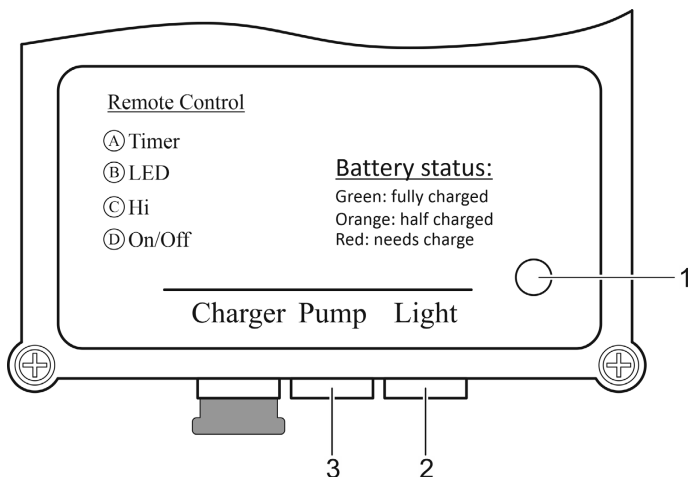 Remote Control
Ⓐ Timer
Ⓑ LED
Ⓒ Hi
Ⓓ On/Off
Battery status:
Green: fully charged
Orange: half charged
Red: needs charge
1
Charger Pump Light
3 2